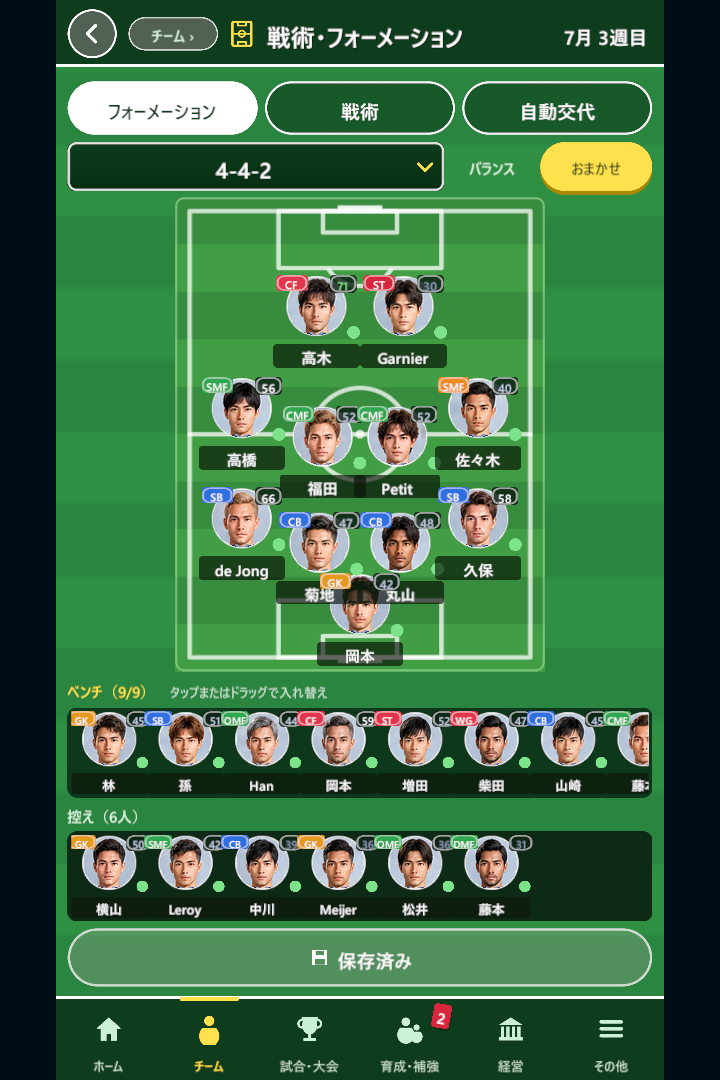 チーム ›
戦術・フォーメーション
7月 3週目
フォーメーション
戦術
自動交代
4-4-2
バランス
おまかせ
CF 71
ST 30
高木
Garnier
SMF 56
SMF 40
CMF 52
CMF 52
高橋
佐々木
福田
Petit
SB 66
SB 58
CB 47
CB 48
de Jong
久保
菊地
丸山
GK 42
岡本
ベンチ（9/9）
タップまたはドラッグで入れ替え
GK 45 SB 51 OMF 44 CF 59 ST 52 WG 47 CB 45 CMF
林 孫 Han 岡本 増田 柴田 山崎 藤
控え（6人）
GK 50 SMF 42 CB 39 GK 36 OMF 36 DMF 31
横山 Leroy 中川 Meijer 松井 藤本
保存済み
2
ホーム
チーム
試合・大会
育成・補強
経営
その他